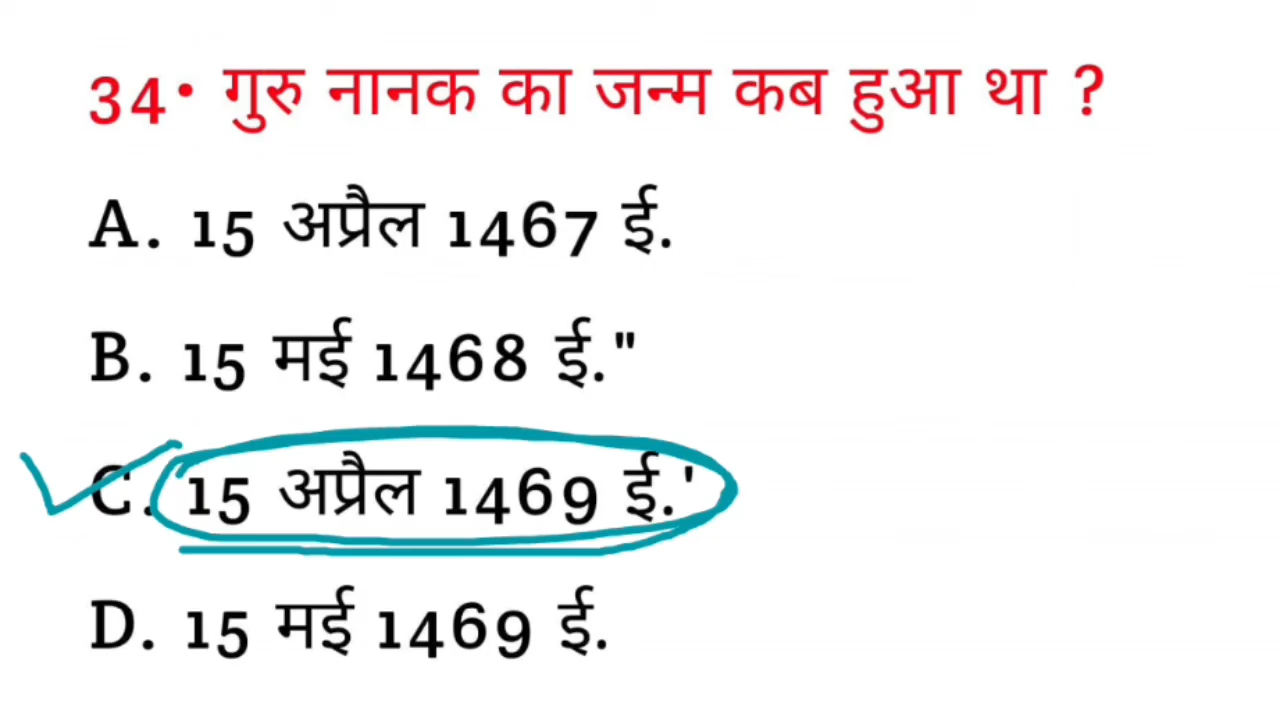 34• गुरु नानक का जन्म कब हुआ था ?
A. 15 अप्रैल 1467 ई.
B. 15 मई 1468 ई."
C. 15 अप्रैल 1469 ई.'
D. 15 मई 1469 ई.